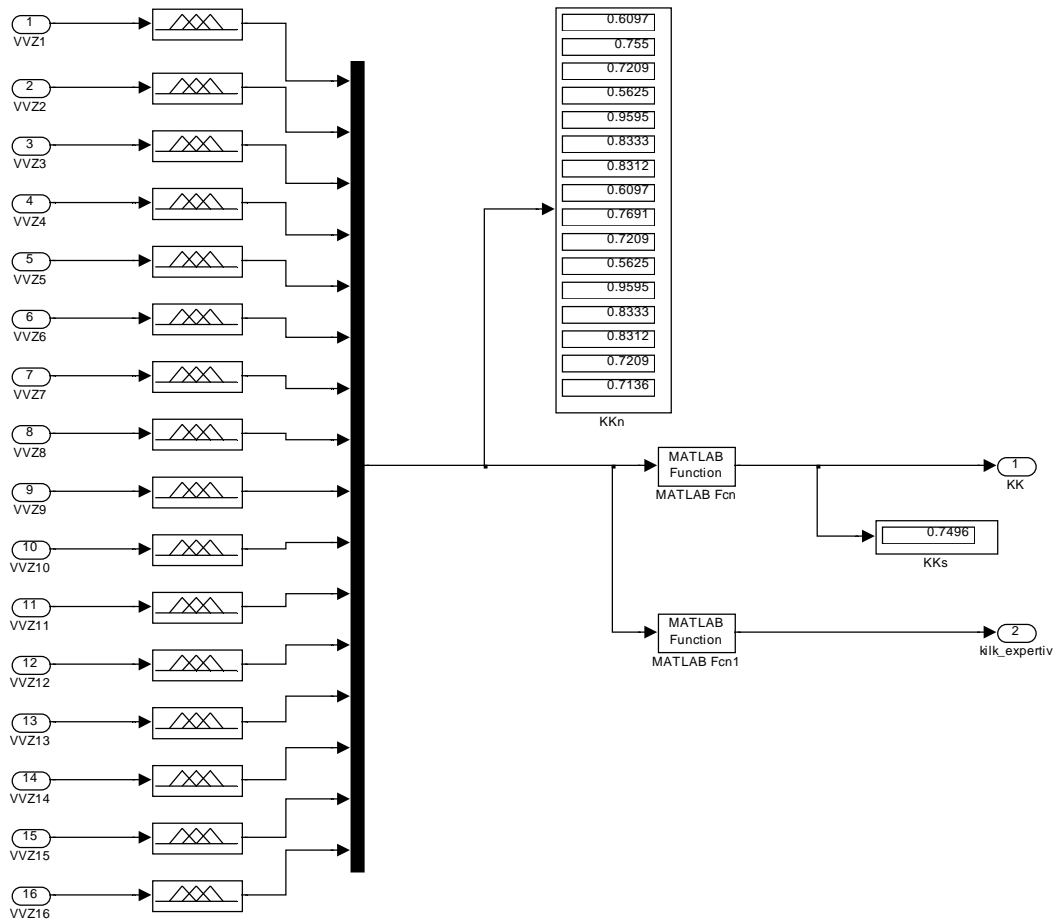 1
VVZ1
2
VVZ2
3
VVZ3
4
VVZ4
5
VVZ5
6
VVZ6
7
VVZ7
8
VVZ8
9
VVZ9
10
VVZ10
11
VVZ11
12
VVZ12
13
VVZ13
14
VVZ14
15
VVZ15
16
VVZ16
0.6097
0.755
0.7209
0.5625
0.9595
0.8333
0.8312
0.6097
0.7691
0.7209
0.5625
0.9595
0.8333
0.8312
0.7209
0.7136
KKn
MATLAB
Function
MATLAB Fcn
1
KK
0.7496
KKs
MATLAB
Function
MATLAB Fcn1
2
kilk_expertiv